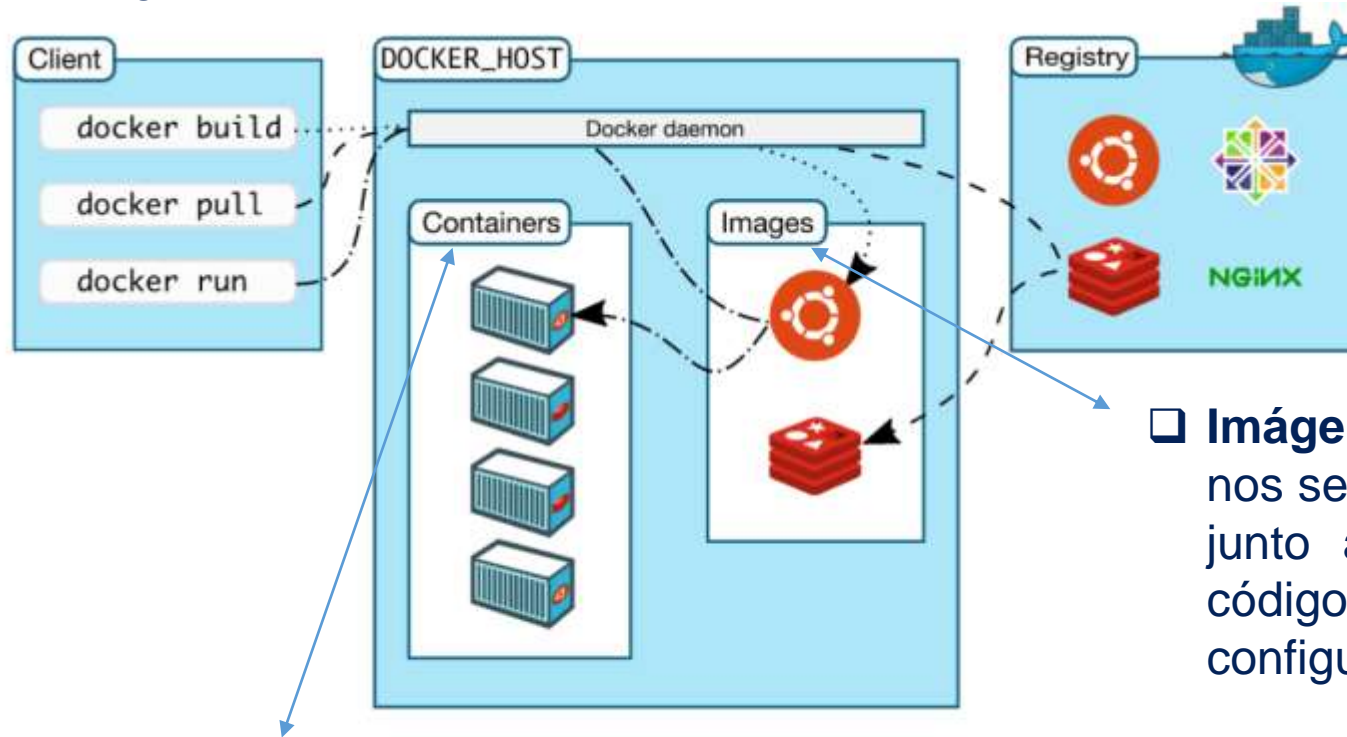 Client
docker build
docker pull
docker run
DOCKER_HOST
Docker daemon
Containers
Images
Registry
NGiNX
Imáge
nos se
junto
código
configu